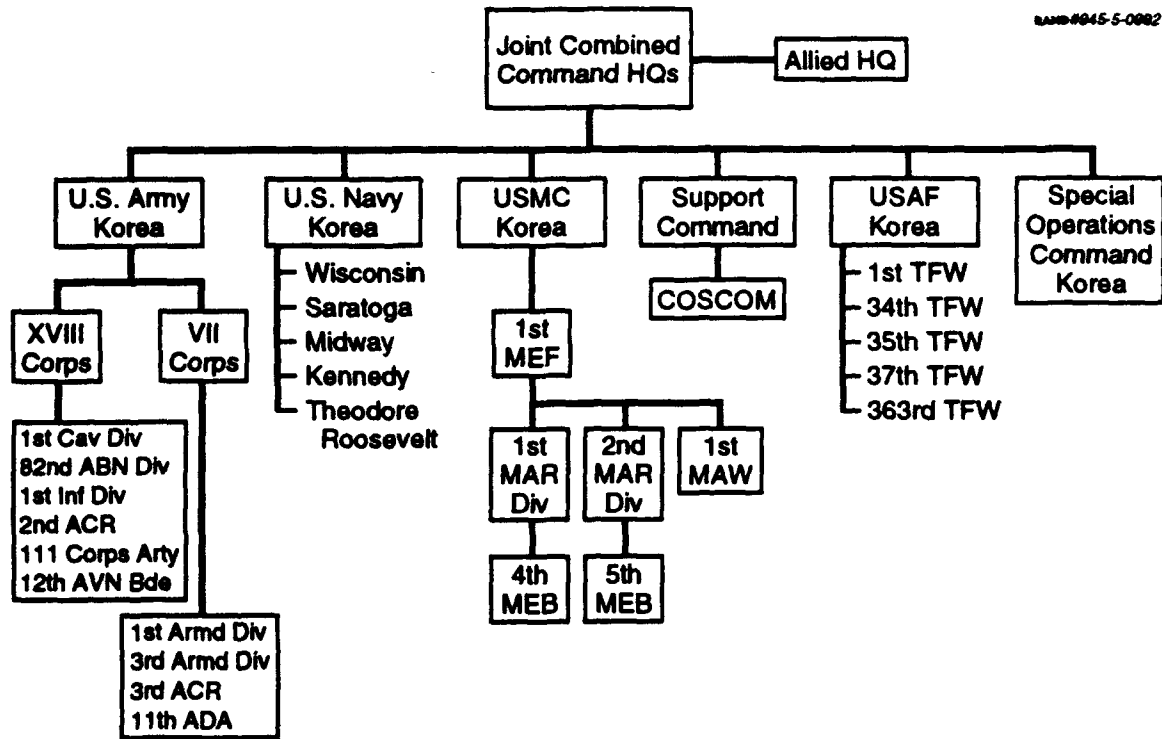 RAND#945-5-0992
Joint Combined
Command HQs
Allied HQ
U.S. Army
Korea
U.S. Navy
Korea
USMC
Korea
Support
Command
USAF
Korea
Special
Operations
Command
Korea
XVIII
Corps
VII
Corps
Wisconsin
Saratoga
Midway
Kennedy
Theodore
Roosevelt
1st
MEF
COSCOM
1st TFW
34th TFW
35th TFW
37th TFW
363rd TFW
1st Cav Div
82nd ABN Div
1st Inf Div
2nd ACR
111 Corps Arty
12th AVN Bde
1st
MAR
Div
2nd
MAR
Div
1st
MAW
4th
MEB
5th
MEB
1st Armd Div
3rd Armd Div
3rd ACR
11th ADA